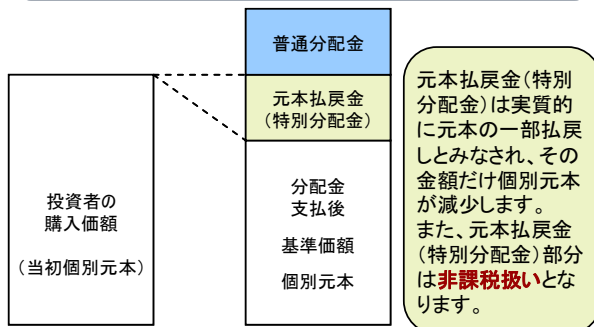 普通分配金
元本払戻金
(特別分配金)
投資者の
購入価額
(当初個別元本)
分配金
支払後
基準価額
個別元本
元本払戻金(特別
分配金)は実質的
に元本の一部払戻
しとみなされ、その
金額だけ個別元本
が減少します。
また、元本払戻金
(特別分配金)部分
は非課税扱いとな
ります。